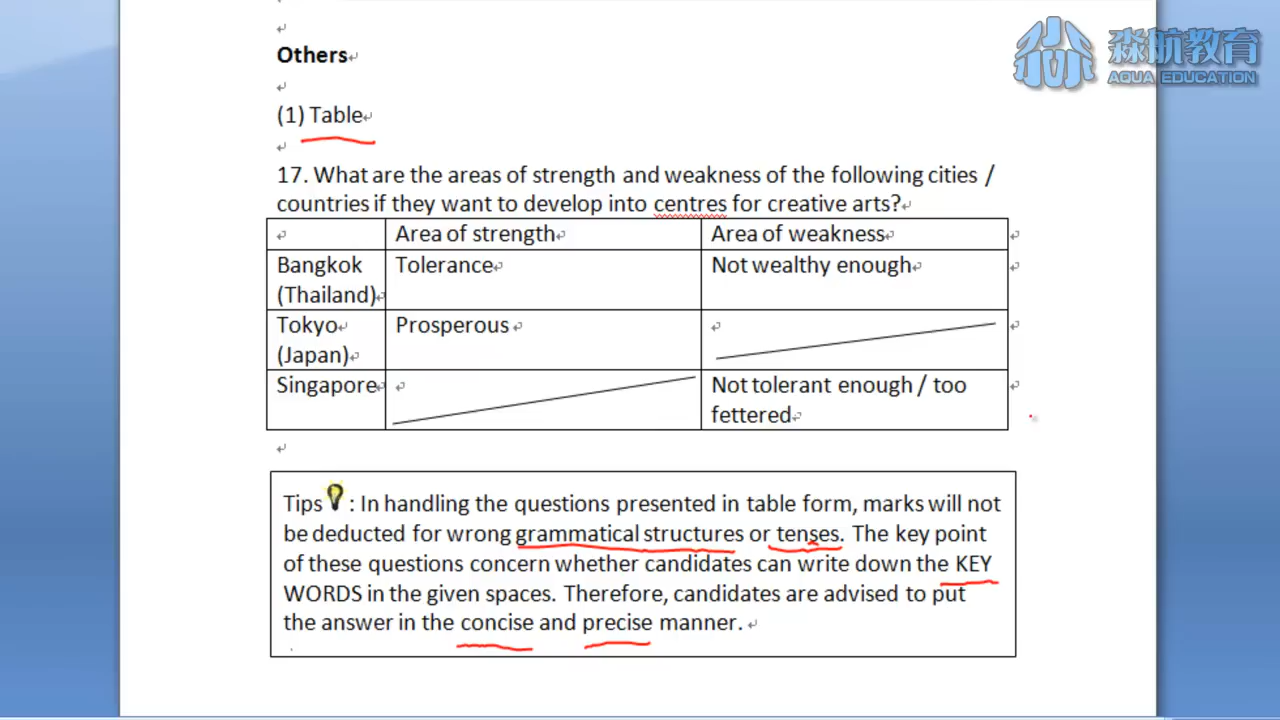 淼航教育
AQUA EDUCATION
Others
(1) Table
17. What are the areas of strength and weakness of the following cities /
countries if they want to develop into centres for creative arts?
Area of strength Area of weakness
Bangkok Tolerance Not wealthy enough
(Thailand)
Tokyo Prosperous
(Japan)
Singapore Not tolerant enough / too
fettered
Tips : In handling the questions presented in table form, marks will not
be deducted for wrong grammatical structures or tenses. The key point
of these questions concern whether candidates can write down the KEY
WORDS in the given spaces. Therefore, candidates are advised to put
the answer in the concise and precise manner.